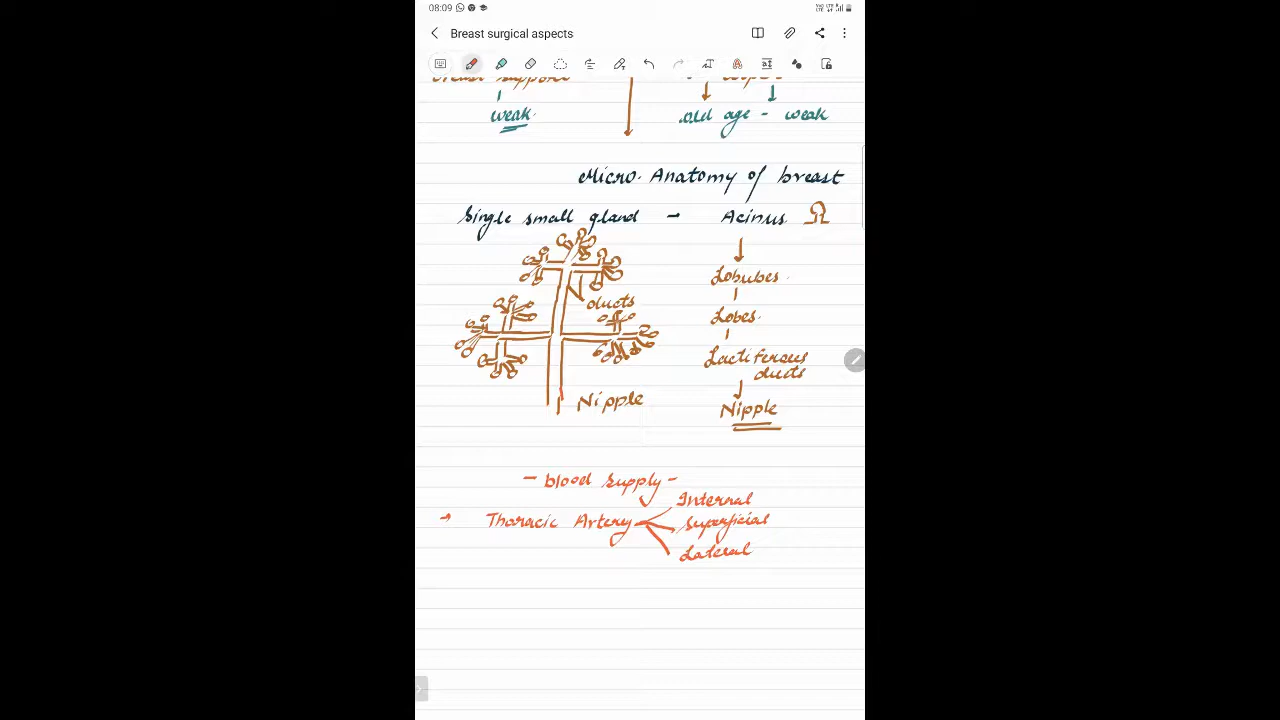 08:09
Breast surgical aspects
weak
old age - weak
Micro. Anatomy of breast
Single small gland - Acinus
Lobubes
ducts
Lobes
Lactiferous
ducts
Nipple
Nipple
- blood supply -
Internal
→ Thoracic Artery
superficial
Lateral